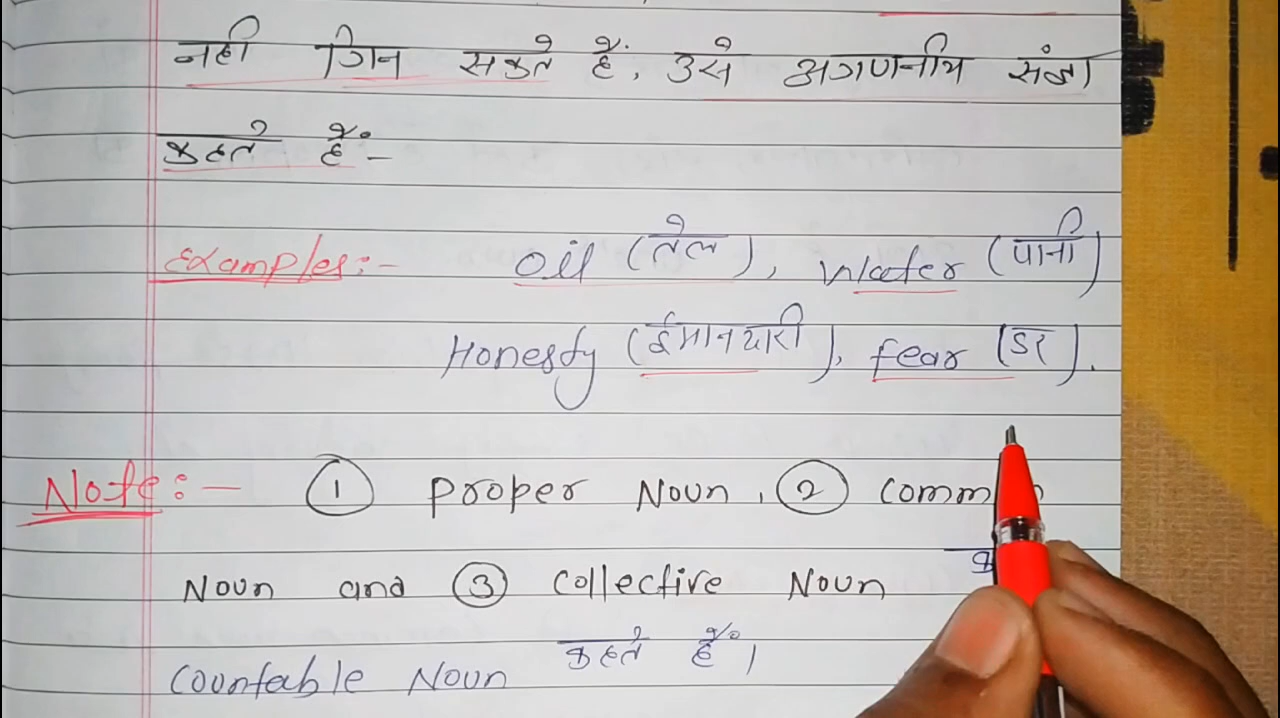 नही गिन सकते हैं, उसे अगणनीय संज्ञा
कहते हैं-
Examples:- Oil (तेल), Water (पानी)
Honesty (ईमानदारी), fear (डर).
Note:- ① Proper Noun, ② Common
Noun and ③ Collective Noun
Countable Noun कहते हैं।